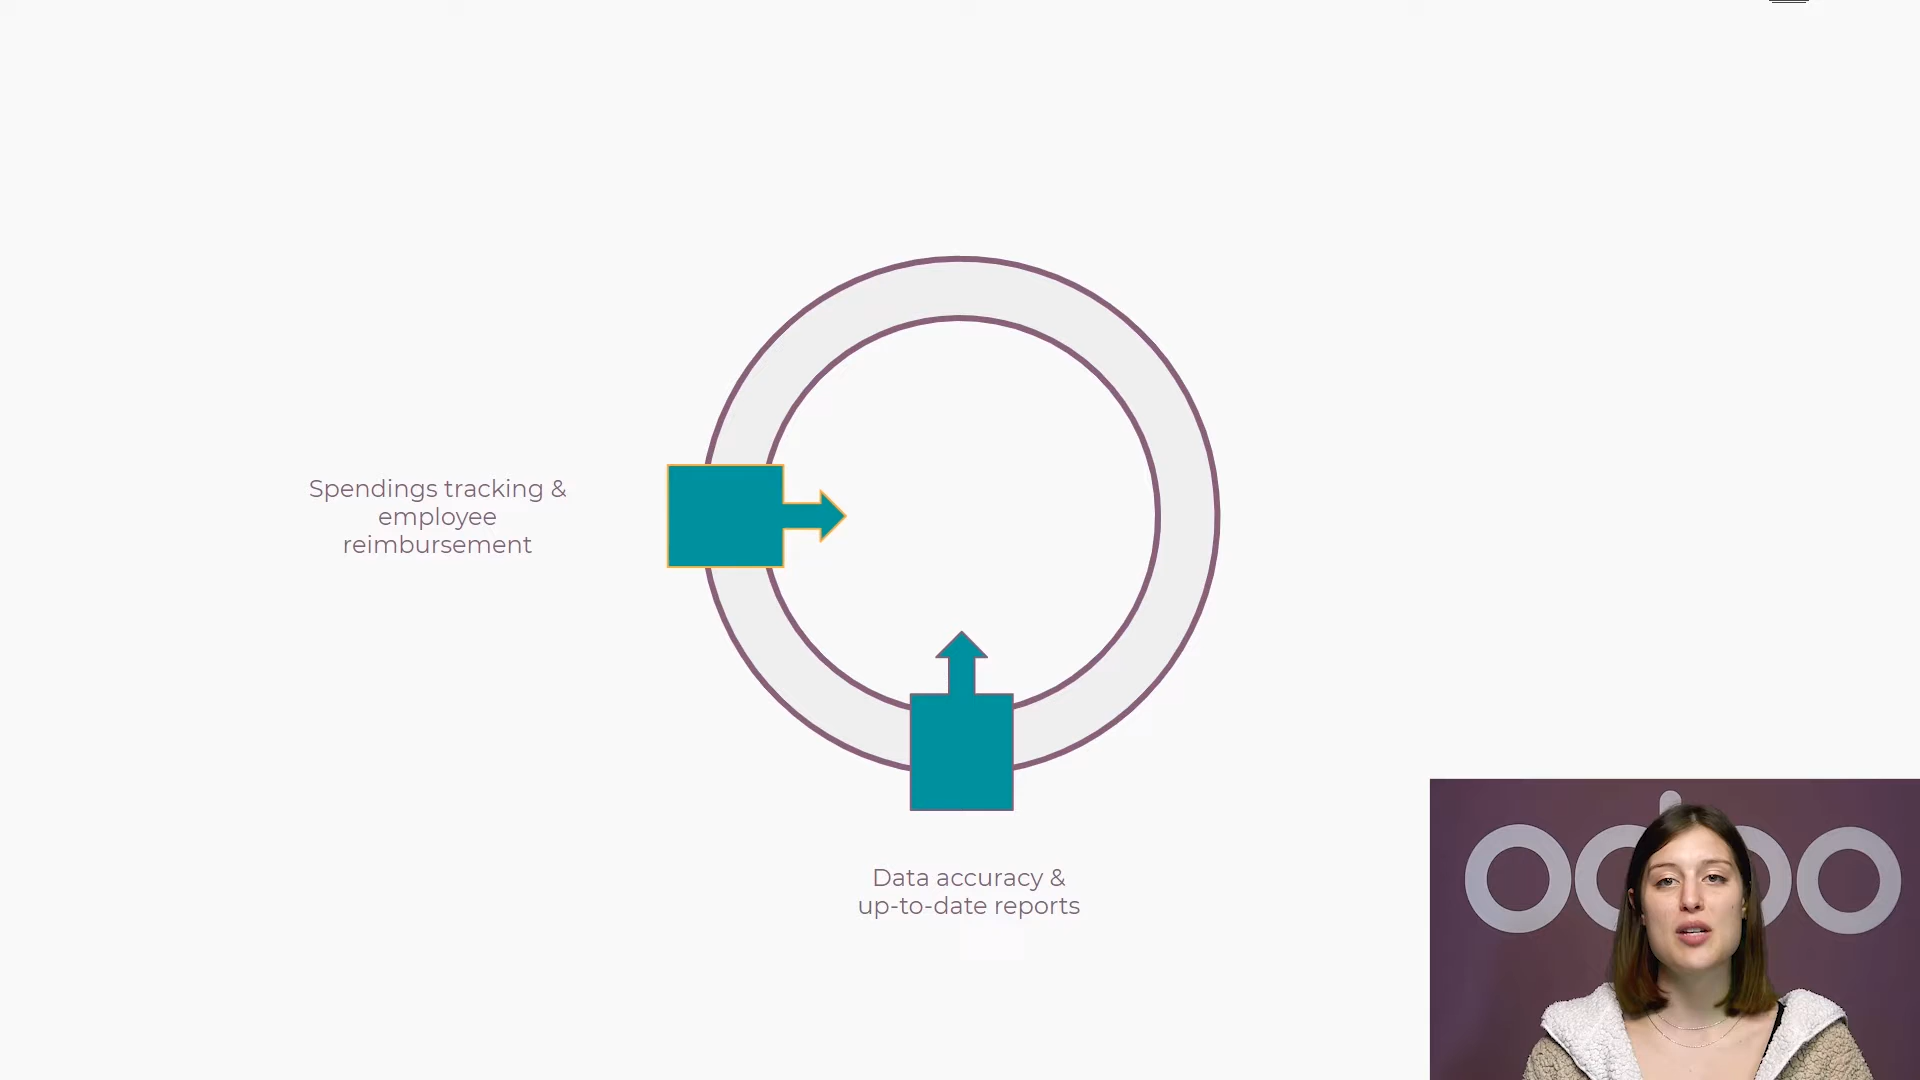 Spendings tracking &
employee
reimbursement
Data accuracy &
up-to-date reports
odoo